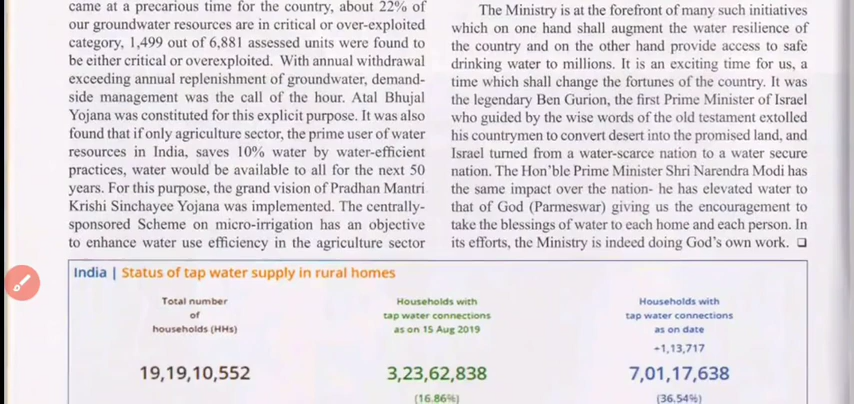 came at a precarious time for the country, about 22% of
our groundwater resources are in critical or over-exploited
category, 1,499 out of 6,881 assessed units were found to
be either critical or overexploited. With annual withdrawal
exceeding annual replenishment of groundwater, demand-
side management was the call of the hour. Atal Bhujal
Yojana was constituted for this explicit purpose. It was also
found that if only agriculture sector, the prime user of water
resources in India, saves 10% water by water-efficient
practices, water would be available to all for the next 50
years. For this purpose, the grand vision of Pradhan Mantri
Krishi Sinchayee Yojana was implemented. The centrally-
sponsored Scheme on micro-irrigation has an objective
to enhance water use efficiency in the agriculture sector
The Ministry is at the forefront of many such initiatives
which on one hand shall augment the water resilience of
the country and on the other hand provide access to safe
drinking water to millions. It is an exciting time for us, a
time which shall change the fortunes of the country. It was
the legendary Ben Gurion, the first Prime Minister of Israel
who guided by the wise words of the old testament extolled
his countrymen to convert desert into the promised land, and
Israel turned from a water-scarce nation to a water secure
nation. The Hon'ble Prime Minister Shri Narendra Modi has
the same impact over the nation- he has elevated water to
that of God (Parmeswar) giving us the encouragement to
take the blessings of water to each home and each person. In
its efforts, the Ministry is indeed doing God's own work. ❑
India | Status of tap water supply in rural homes
Total number
of
households (HHs)
19,19,10,552
Households with
tap water connections
as on 15 Aug 2019
3,23,62,838
(16.86%)
Households with
tap water connections
as on date
+1,13,717
7,01,17,638
(36.54%)